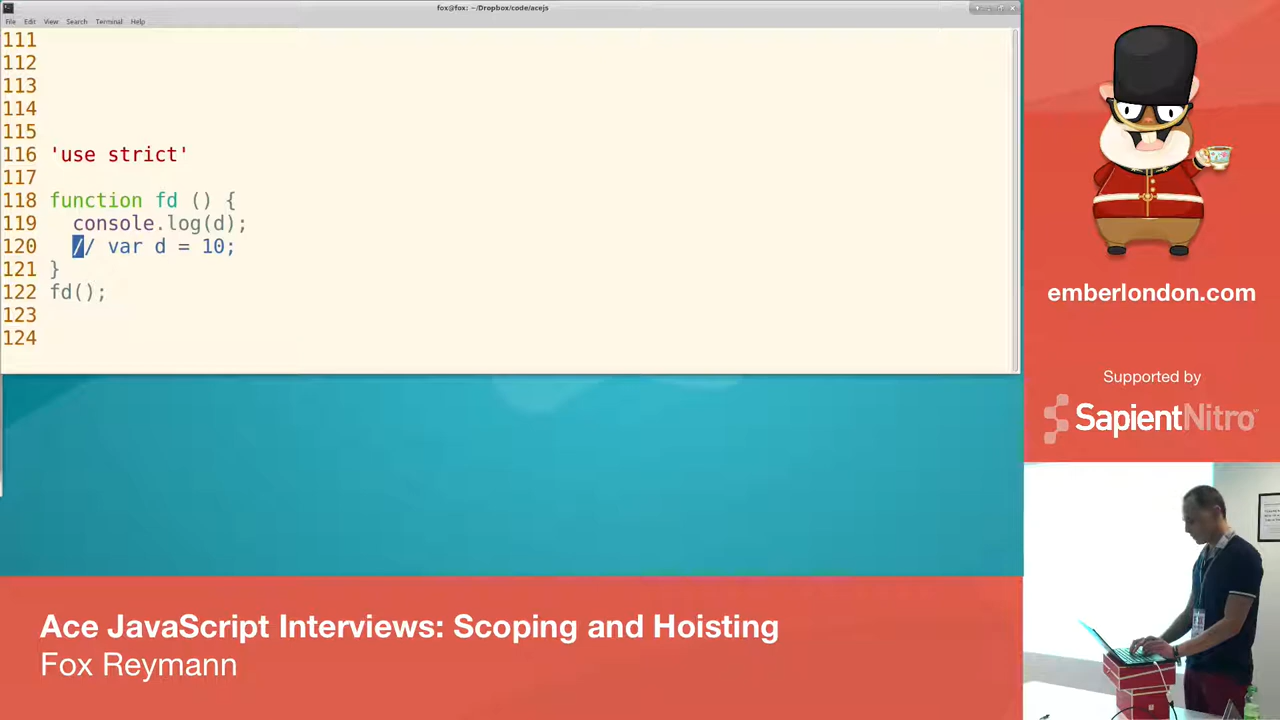 fox@fox: ~/Dropbox/code/acejs
File Edit View Search Terminal Help
111
112
113
114
115
116 'use strict'
117
118 function fd () {
119 console.log(d);
120 // var d = 10;
121 }
122 fd();
123
124
emberlondon.com
Supported by
SapientNitro
Ace JavaScript Interviews: Scoping and Hoisting
Fox Reymann